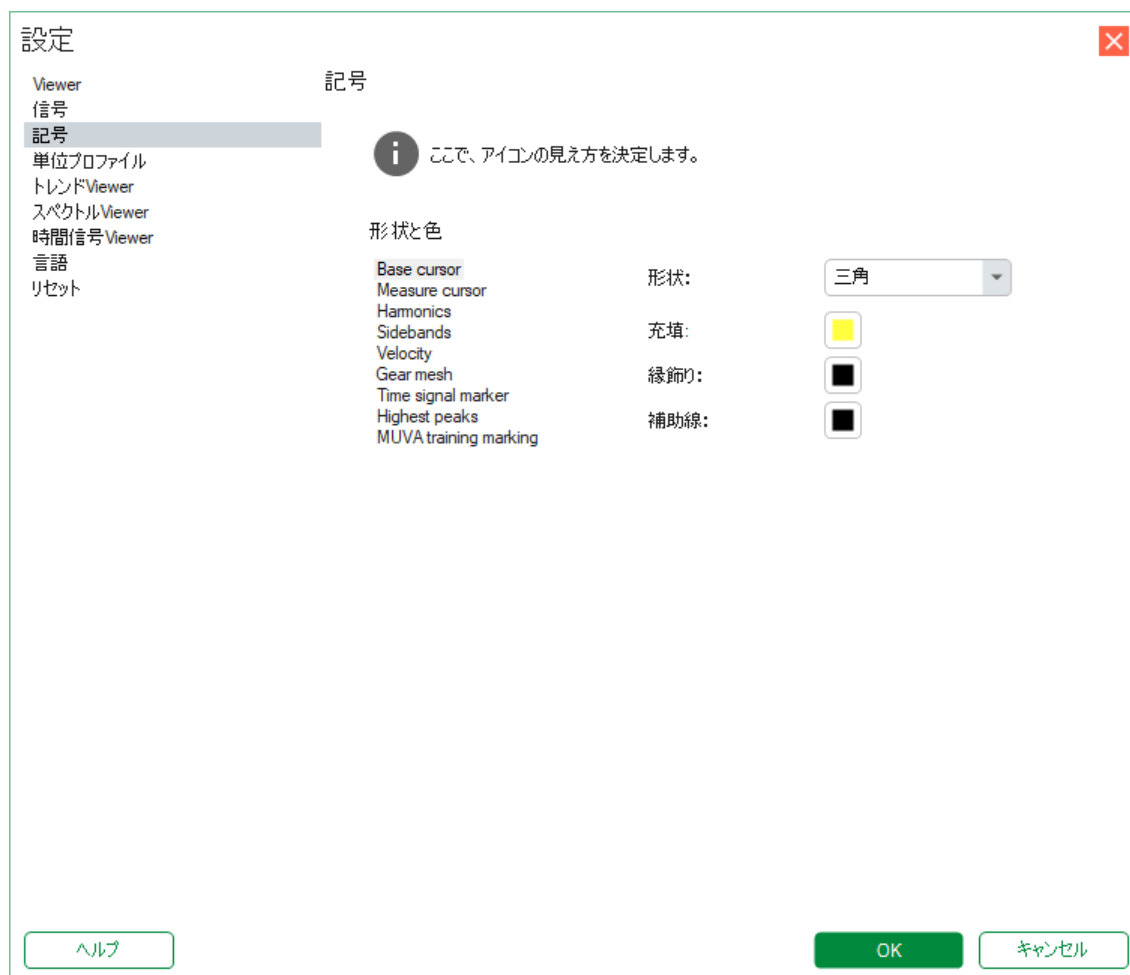 設定
Viewer
信号
記号
単位プロファイル
トレンドViewer
スペクトルViewer
時間信号Viewer
言語
リセット
記号
ここで、アイコンの見え方を決定します。
形状と色
Base cursor
Measure cursor
Harmonics
Sidebands
Velocity
Gear mesh
Time signal marker
Highest peaks
MUVA training marking
形状: 三角
充填:
縁飾り:
補助線:
ヘルプ OK キャンセル